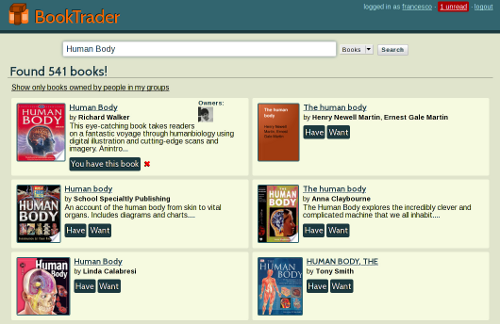 BookTrader
logged in as francesco - 1 unread - logout
Human Body
Books
Search
Found 541 books!
Show only books owned by people in my groups
Human Body
by Richard Walker
Owners:
This eye-catching book takes readers
on a fantastic voyage through humanbiology using
digital illustration and cutting-edge scans and
imagery. Anintro...
You have this book
The human body
by Henry Newell Martin, Ernest Gale Martin
Have Want
The human
body
Henry Newell Martin, Ernest Gale Martin
HUMAN
BODY
Human body
by School Specialtly Publishing
An account of the human body from skin to vital
organs. Includes diagrams and charts....
Have Want
HUMAN
BODY
The human body
by Anna Claybourne
The Human Body explores the incredibly clever and
complicated machine that we all inhabit....
Have Want
THE
HUMAN
BODY
Human Body
by Linda Calabresi
Have Want
Human
Body
HUMAN BODY, THE
by Tony Smith
Have Want
HUMAN
BODY